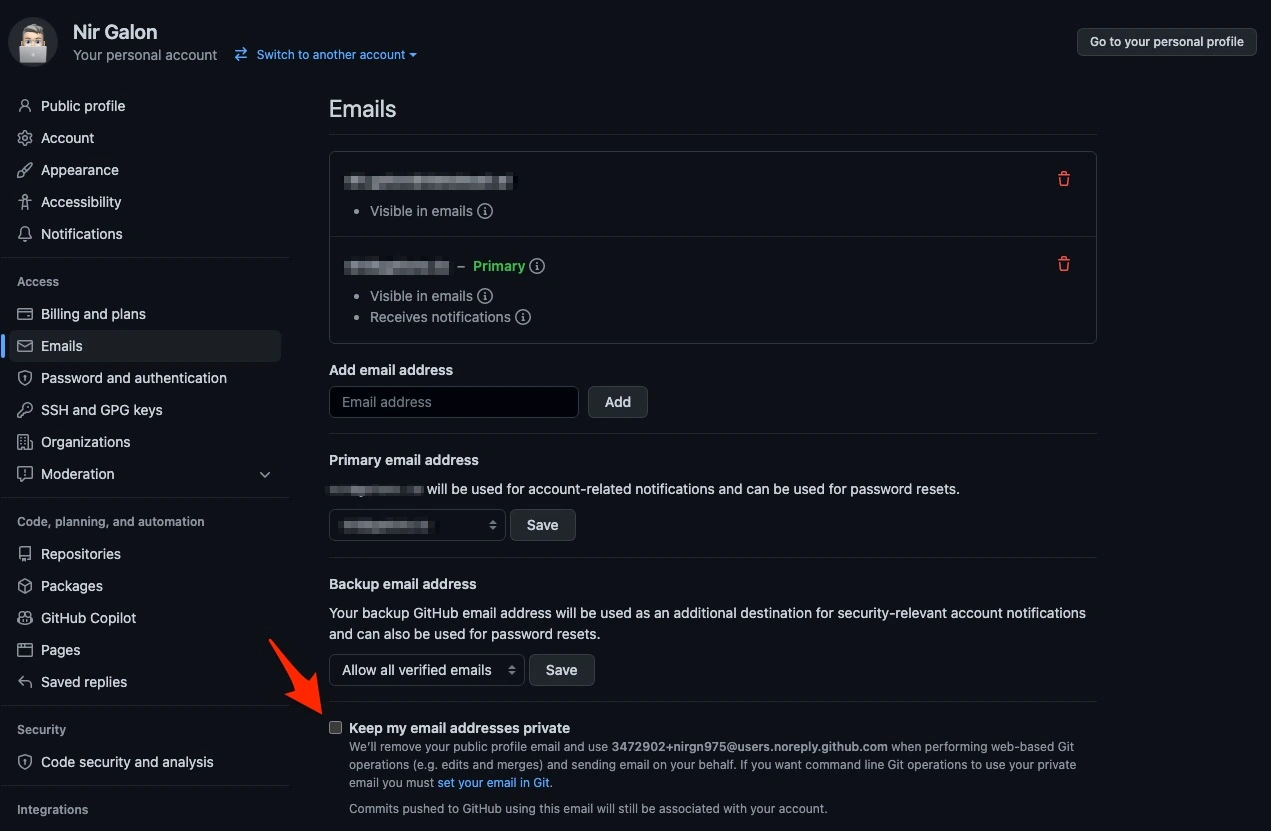 Nir Galon
Your personal account
Switch to another account
Go to your personal profile
Public profile
Account
Appearance
Accessibility
Notifications
Access
Billing and plans
Emails
Password and authentication
SSH and GPG keys
Organizations
Moderation
Code, planning, and automation
Repositories
Packages
GitHub Copilot
Pages
Saved replies
Security
Code security and analysis
Integrations
Emails
Visible in emails
– Primary
Visible in emails
Receives notifications
Add email address
Email address
Add
Primary email address
will be used for account-related notifications and can be used for password resets.
Save
Backup email address
Your backup GitHub email address will be used as an additional destination for security-relevant account notifications
and can also be used for password resets.
Allow all verified emails
Save
Keep my email addresses private
We'll remove your public profile email and use 3472902+nirgn975@users.noreply.github.com when performing web-based Git
operations (e.g. edits and merges) and sending email on your behalf. If you want command line Git operations to use your private
email you must set your email in Git.
Commits pushed to GitHub using this email will still be associated with your account.